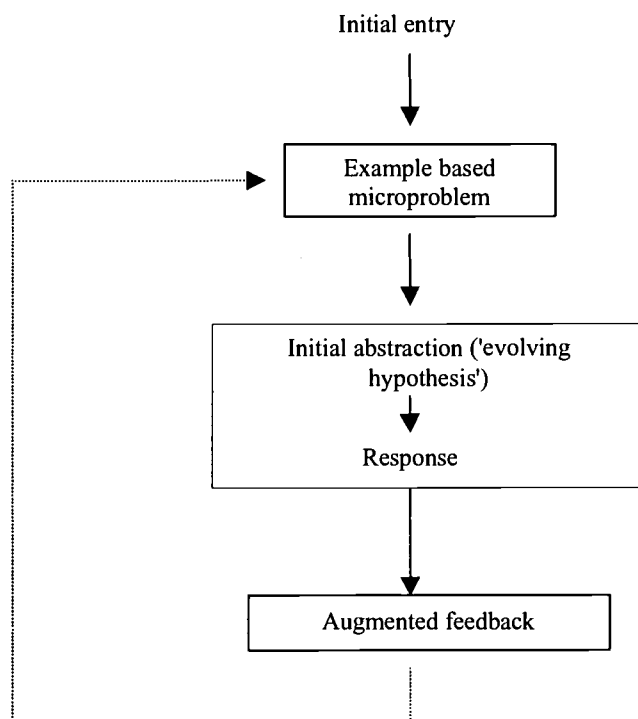 Initial entry
Example based
microproblem
Initial abstraction ('evolving
hypothesis')
Response
Augmented feedback